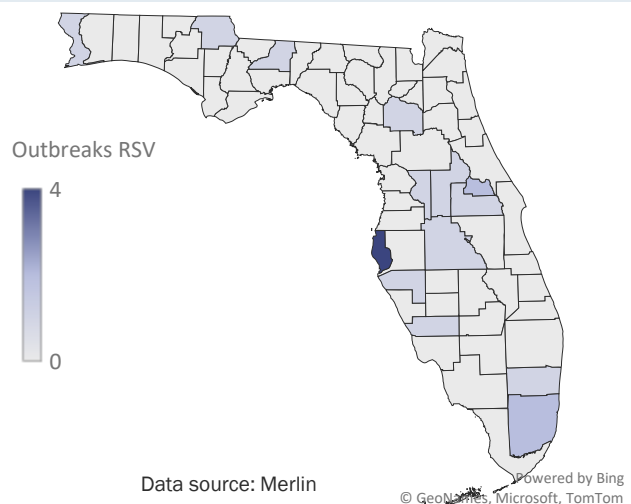 Outbreaks RSV
4
0
Data source: Merlin
Powered by Bing
© GeoNames, Microsoft, TomTom